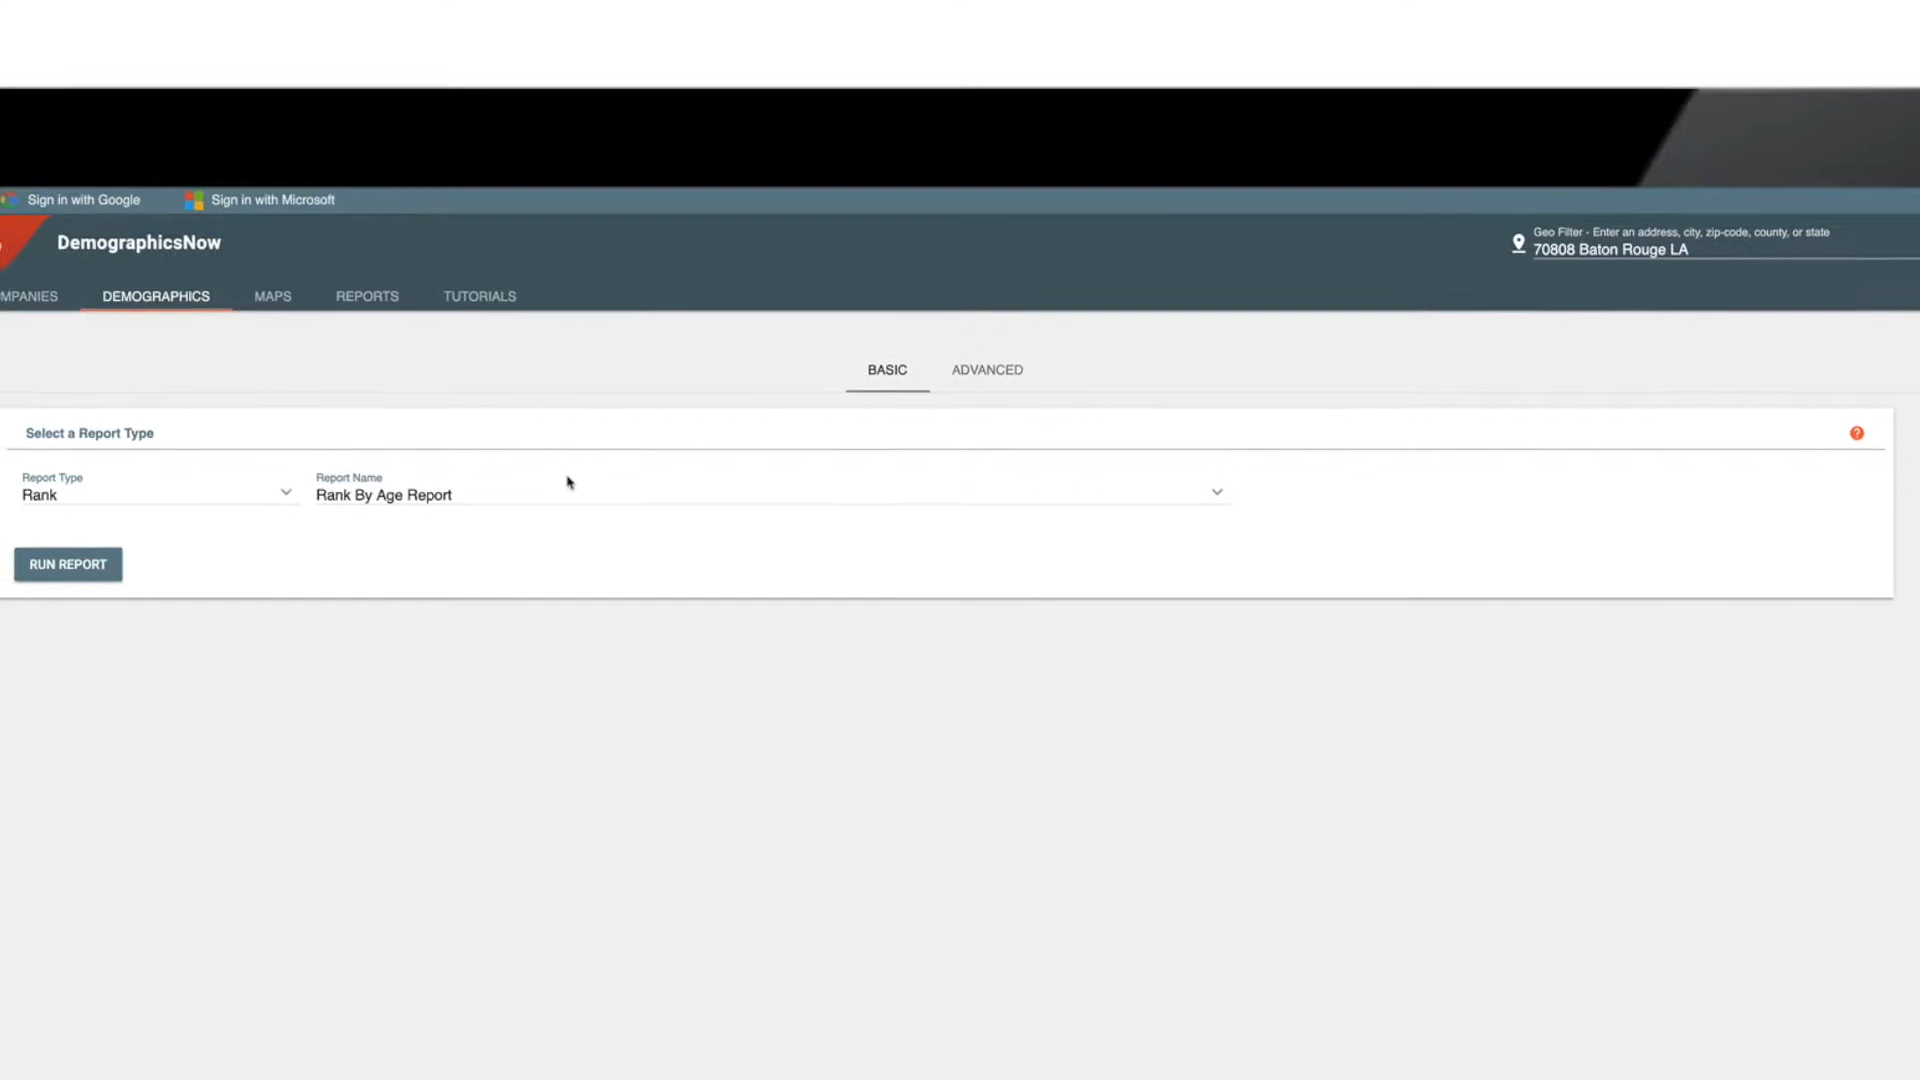 Sign in with Google
Sign in with Microsoft
DemographicsNow
Geo Filter - Enter an address, city, zip-code, county, or state
70808 Baton Rouge LA
MPANIES
DEMOGRAPHICS
MAPS
REPORTS
TUTORIALS
BASIC
ADVANCED
Select a Report Type
?
Report Type
Rank
Report Name
Rank By Age Report
RUN REPORT